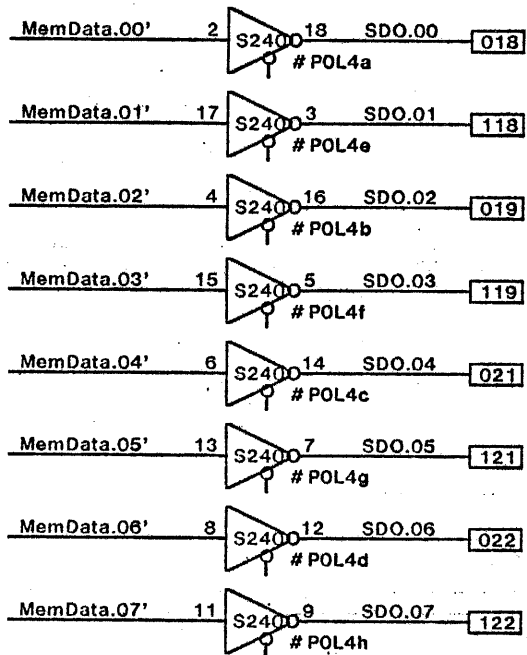 MemData.00' 2 S240 18 SDO.00 018
# POL4a
MemData.01' 17 S240 3 SDO.01 118
# POL4e
MemData.02' 4 S240 16 SDO.02 019
# POL4b
MemData.03' 15 S240 5 SDO.03 119
# POL4f
MemData.04' 6 S240 14 SDO.04 021
# POL4c
MemData.05' 13 S240 7 SDO.05 121
# POL4g
MemData.06' 8 S240 12 SDO.06 022
# POL4d
MemData.07' 11 S240 9 SDO.07 122
# POL4h